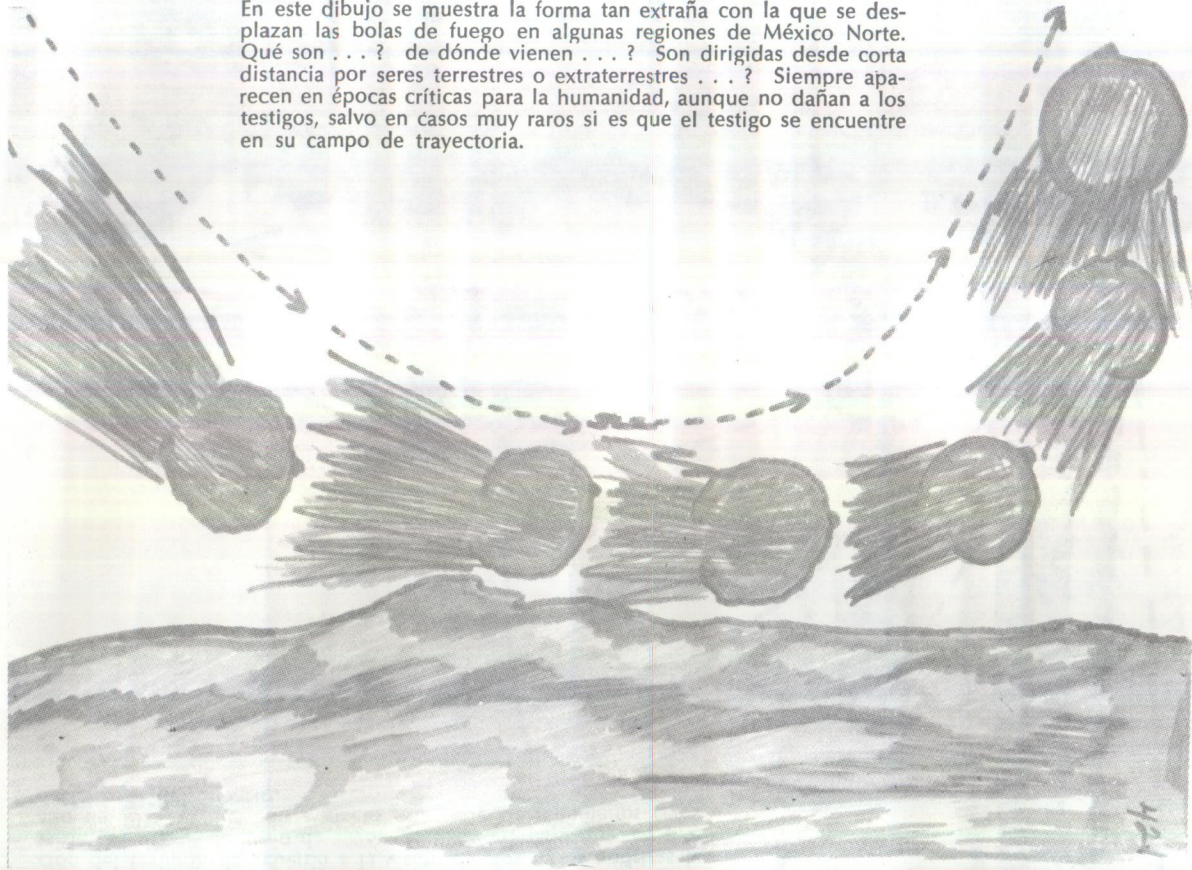 En este dibujo se muestra la forma tan extraña con la que se des-
plazan las bolas de fuego en algunas regiones de México Norte.
Qué son . . . ? de dónde vienen . . . ? Son dirigidas desde corta
distancia por seres terrestres o extraterrestres . . . ? Siempre apa-
recen en épocas críticas para la humanidad, aunque no dañan a los
testigos, salvo en casos muy raros si es que el testigo se encuentre
en su campo de trayectoria.